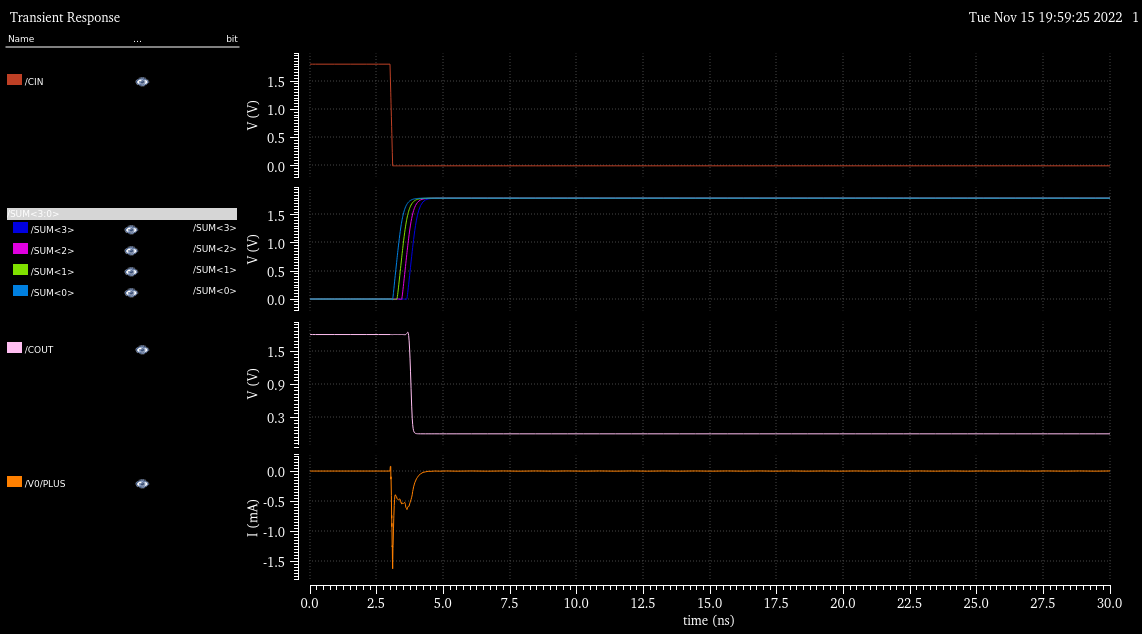 Transient Response
Tue Nov 15 19:59:25 2022 1
Name ... bit
/CIN
/SUM<3:0>
/SUM<3> /SUM<3>
/SUM<2> /SUM<2>
/SUM<1> /SUM<1>
/SUM<0> /SUM<0>
/COUT
/V0/PLUS
V (V)
1.5
1.0
0.5
0.0
V (V)
1.5
1.0
0.5
0.0
V (V)
1.5
0.9
0.3
I (mA)
0.0
-0.5
-1.0
-1.5
0.0 2.5 5.0 7.5 10.0 12.5 15.0 17.5 20.0 22.5 25.0 27.5 30.0
time (ns)